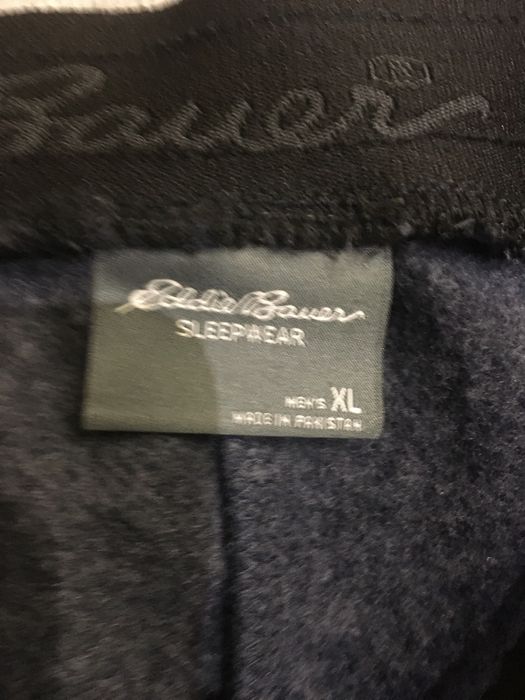 Bauer
Eddie Bauer
SLEEPWEAR
MEN'S XL
MADE IN PAKISTAN